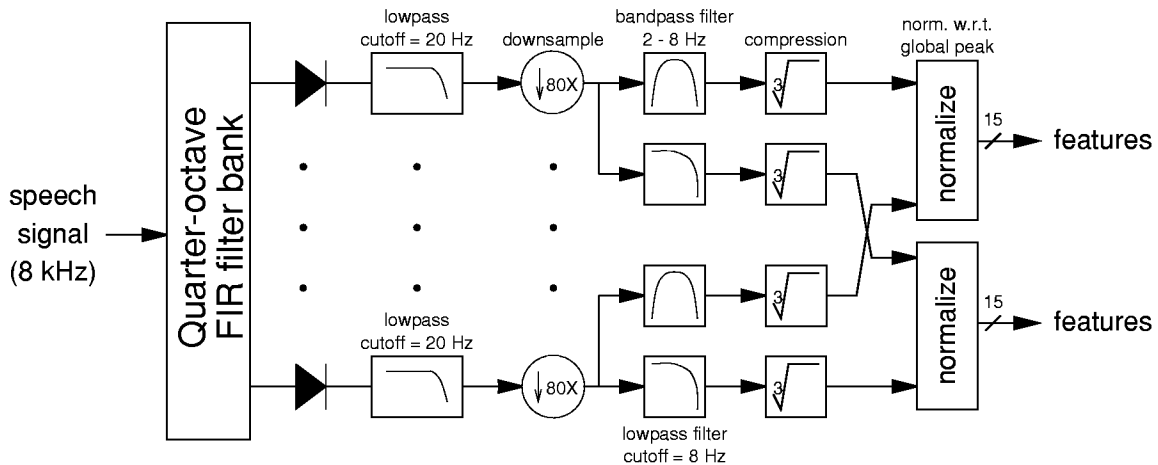 lowpass
cutoff = 20 Hz
downsample
bandpass filter
2 - 8 Hz
compression
norm. w.r.t.
global peak
Quarter-octave
FIR filter bank
↓ 80X
3
normalize
15
features
3
speech
signal
(8 kHz)
3
normalize
15
features
lowpass
cutoff = 20 Hz
↓ 80X
3
lowpass filter
cutoff = 8 Hz